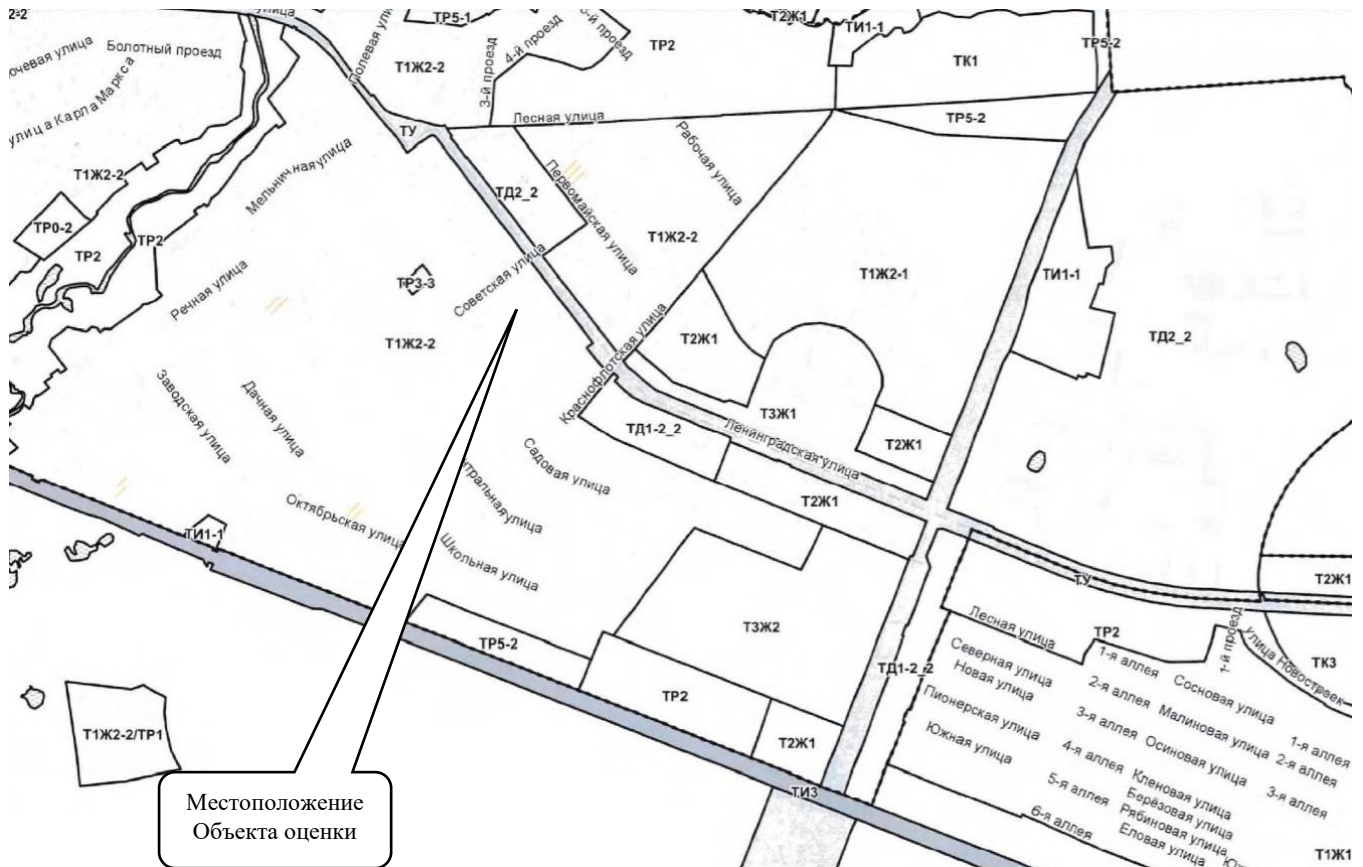 улица
ТР5-1
Т2Ж1
ТИ1-1
Болотный проезд
Полевая
4-й проезд
ТР2
ТР5-2
Т1Ж2-2
3-й проезд
ТК1
улица Карла Маркса
ТУ
Лесная улица
ТР5-2
Рабочая улица
Т1Ж2-2
Мельничная улица
ТД2_2
Первомайская улица
ТР0-2
ТР2
ТР2
Т1Ж2-2
Т1Ж2-1
ТИ1-1
Советская улица
ТР3-3
Речная улица
Т1Ж2-2
Т2Ж1
ТД2_2
Краснофлотская улица
Заводская улица
Дачная улица
Т3Ж1
ТД1-2_2
Ленинградская улица
Т2Ж1
Садовая улица
Т2Ж1
Октябрьская улица
ТИ1-1
Школьная улица
ТУ
Т2Ж1
Лесная улица
ТР2
1-й проезд
улица Новостроек
Т3Ж2
ТР5-2
ТК3
Северная улица
1-я аллея
Сосновая улица
ТД1-2_2
Новая улица
2-я аллея
Малиновая улица
1-я аллея
ТР2
Пионерская улица
3-я аллея
Осиновая улица
2-я аллея
Южная улица
4-я аллея
Кленовая улица
3-я аллея
Т1Ж2-2/ТР1
Т2Ж1
5-я аллея
Берёзовая улица
Рябиновая улица
ТИ3
6-я аллея
Еловая улица
Т1Ж1
Местоположение
Объекта оценки